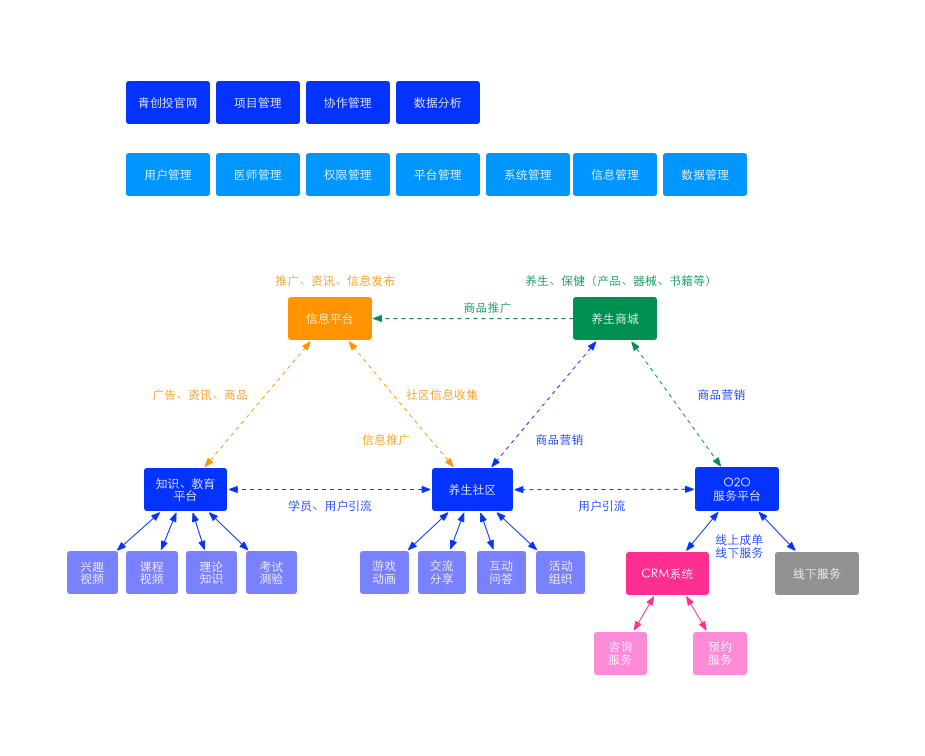 青创投官网 项目管理 协作管理 数据分析
用户管理 医师管理 权限管理 平台管理 系统管理 信息管理 数据管理
推广、资讯、信息发布
养生、保健（产品、器械、书籍等）
信息平台
商品推广
养生商城
广告、资讯、商品
社区信息收集
商品营销
信息推广
商品营销
知识、教育
平台
学员、用户引流
养生社区
用户引流
O2O
服务平台
线上成单
线下服务
兴趣
视频
课程
视频
理论
知识
考试
测验
游戏
动画
交流
分享
互动
问答
活动
组织
CRM系统
线下服务
咨询
服务
预约
服务